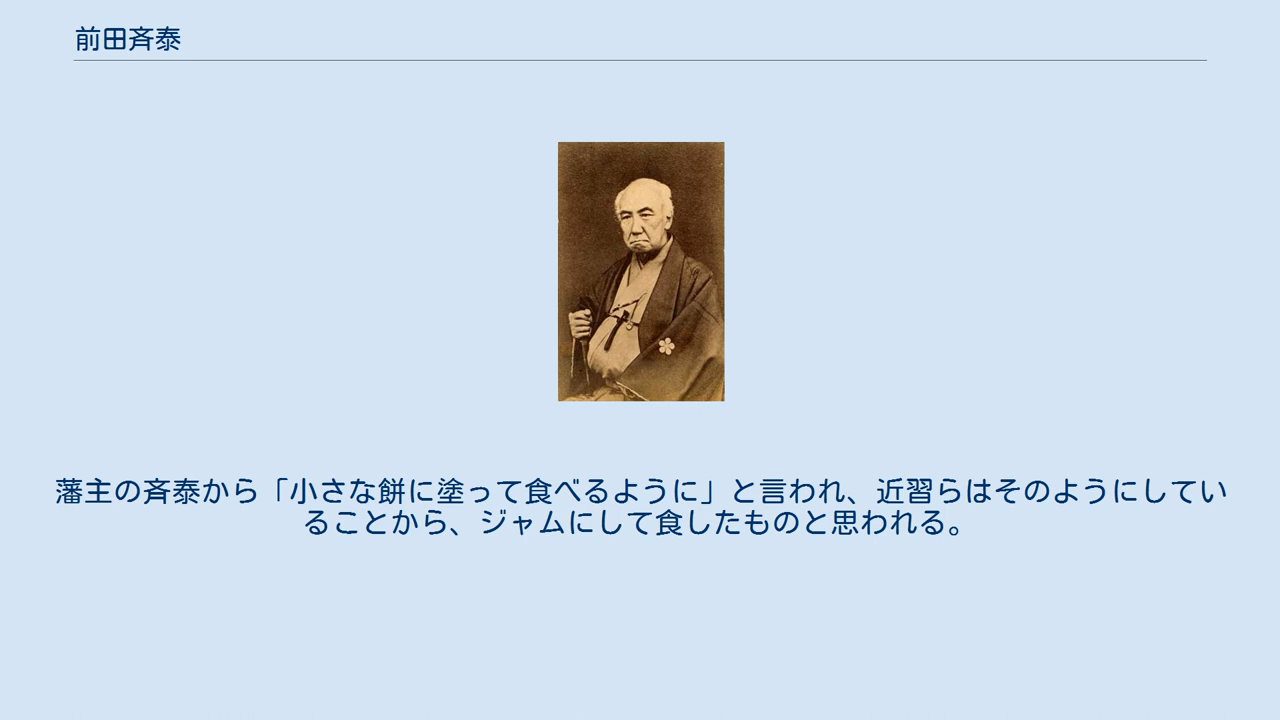 前田斉泰
藩主の斉泰から「小さな餅に塗って食べるように」と言われ、近習らはそのようにしてい
ることから、ジャムにして食したものと思われる。